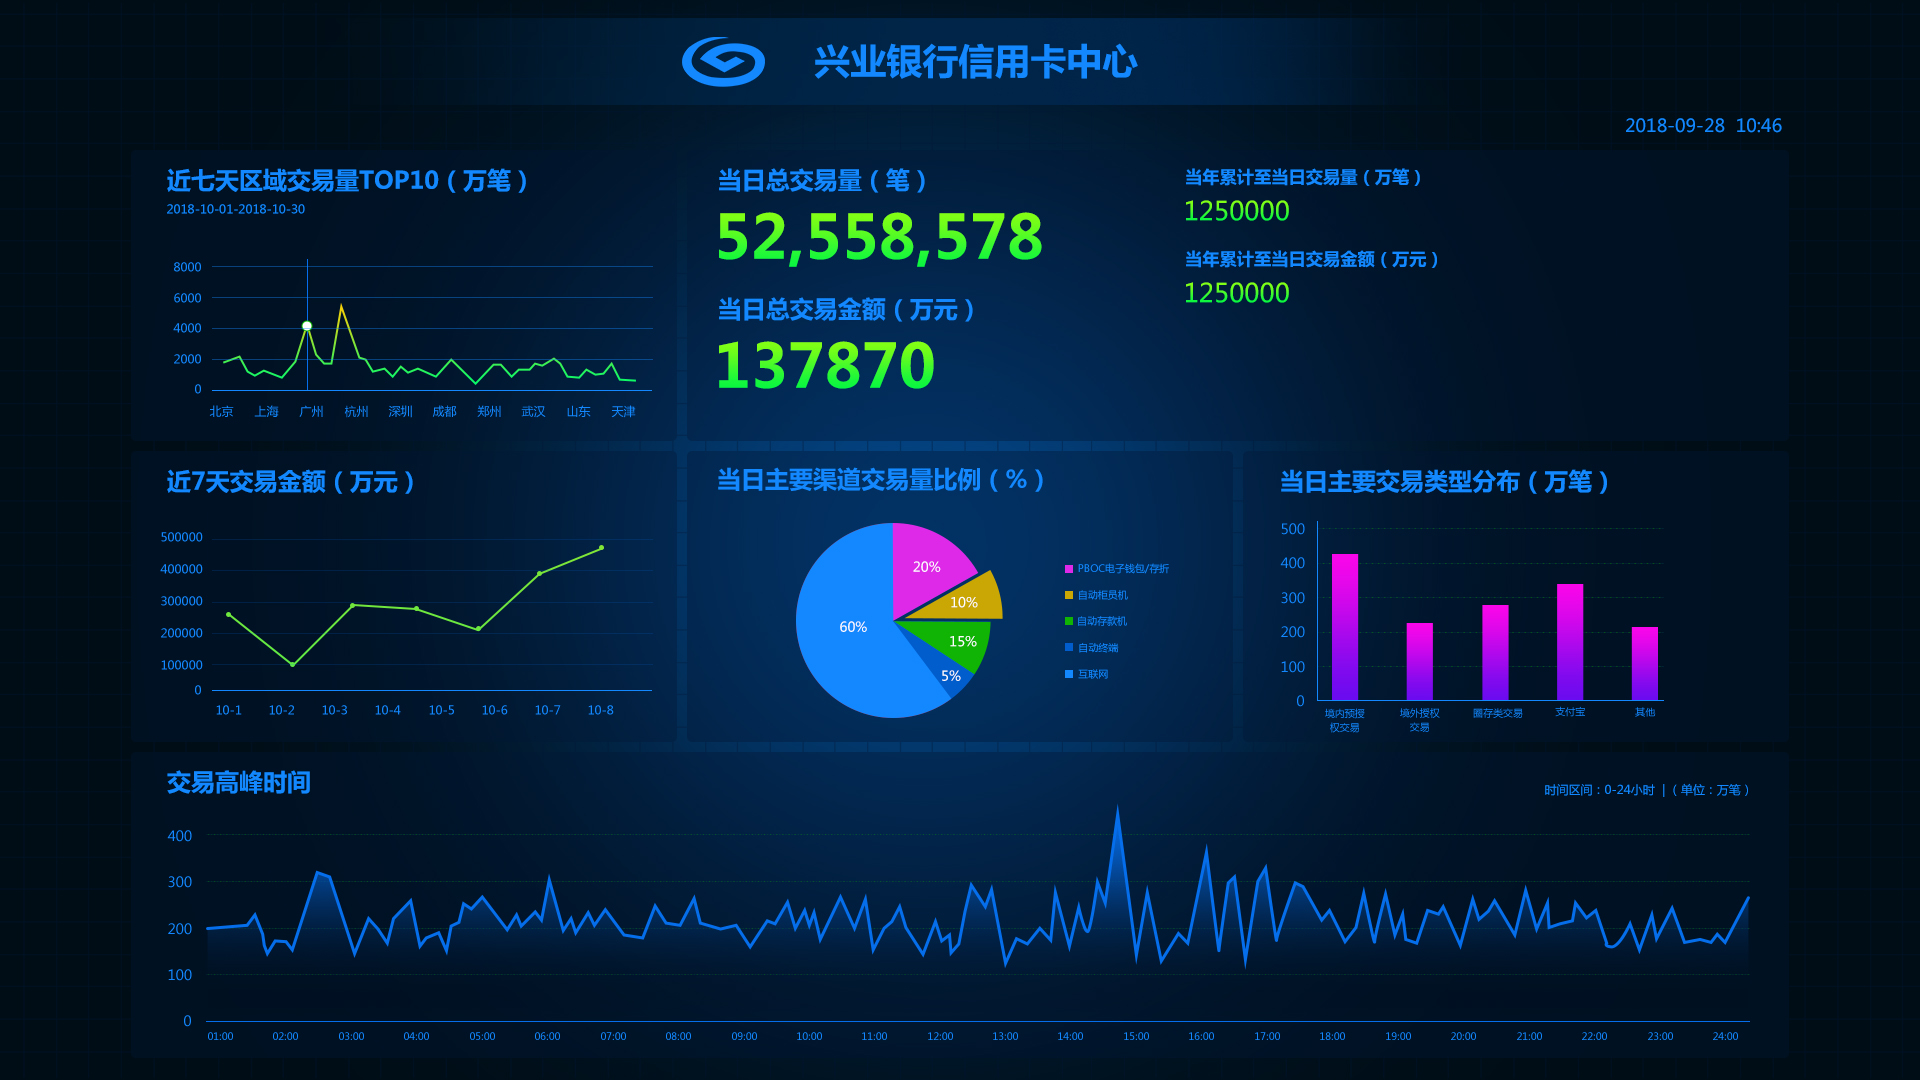 兴业银行信用卡中心
2018-09-28 10:46
近七天区域交易量TOP10（万笔）
2018-10-01-2018-10-30
8000
6000
4000
2000
0
北京 上海 广州 杭州 深圳 成都 郑州 武汉 山东 天津
当日总交易量（笔）
52,558,578
当日总交易金额（万元）
137870
当年累计至当日交易量（万笔）
1250000
当年累计至当日交易金额（万元）
1250000
近7天交易金额（万元）
500000
400000
300000
200000
100000
0
10-1 10-2 10-3 10-4 10-5 10-6 10-7 10-8
当日主要渠道交易量比例（%）
20%
10%
15%
5%
60%
PBOC电子钱包/存折
自动柜员机
自动存款机
自动终端
互联网
当日主要交易类型分布（万笔）
500
400
300
200
100
0
境内预授
权交易
境外授权
交易
圈存类交易
支付宝
其他
交易高峰时间
时间区间：0-24小时 |（单位：万笔）
400
300
200
100
0
01:00 02:00 03:00 04:00 05:00 06:00 07:00 08:00 09:00 10:00 11:00 12:00 13:00 14:00 15:00 16:00 17:00 18:00 19:00 20:00 21:00 22:00 23:00 24:00